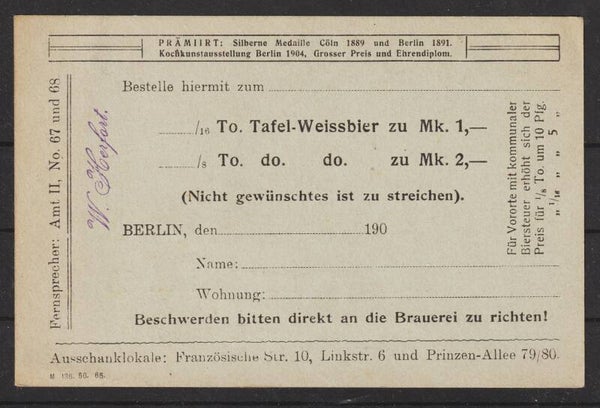 PRÄMIIRT: Silberne Medaille Cöln 1889 und Berlin 1891.
Kochkunstausstellung Berlin 1904, Grosser Preis und Ehrendiplom.
Fernsprecher: Amt II, No. 67 und 68
W. Herfort.
Bestelle hiermit zum
/16 To. Tafel-Weissbier zu Mk. 1,—
/8 To. do. do. zu Mk. 2,—
(Nicht gewünschtes ist zu streichen).
BERLIN, den 190
Name:
Wohnung:
Beschwerden bitten direkt an die Brauerei zu richten!
Für Vororte mit kommunaler
Biersteuer erhöht sich der
Preis für 1/8 To. um 10 Pfg.
„ 1/16 „ „ 5 „
Ausschanklokale: Französische Str. 10, Linkstr. 6 und Prinzen-Allee 79/80.
M 136. 50. 65.